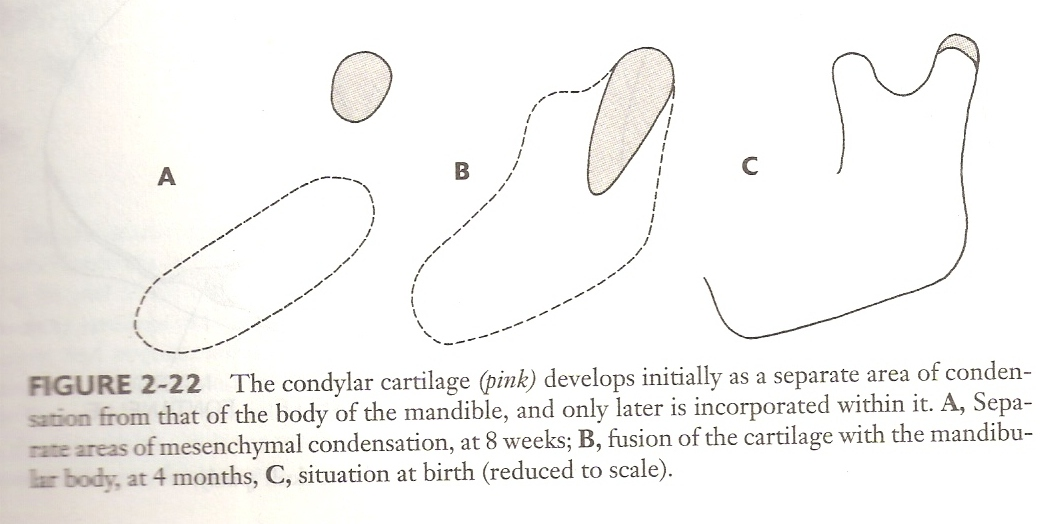 A
B
C
FIGURE 2-22 The condylar cartilage (pink) develops initially as a separate area of conden-
sation from that of the body of the mandible, and only later is incorporated within it. A, Sepa-
rate areas of mesenchymal condensation, at 8 weeks; B, fusion of the cartilage with the mandibu-
lar body, at 4 months, C, situation at birth (reduced to scale).